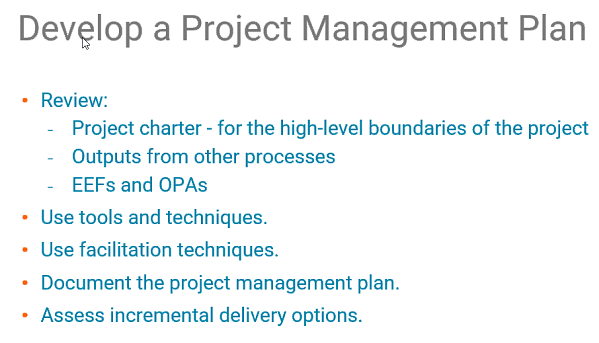 Develop a Project Management Plan
• Review:
- Project charter - for the high-level boundaries of the project
- Outputs from other processes
- EEFs and OPAs
• Use tools and techniques.
• Use facilitation techniques.
• Document the project management plan.
• Assess incremental delivery options.